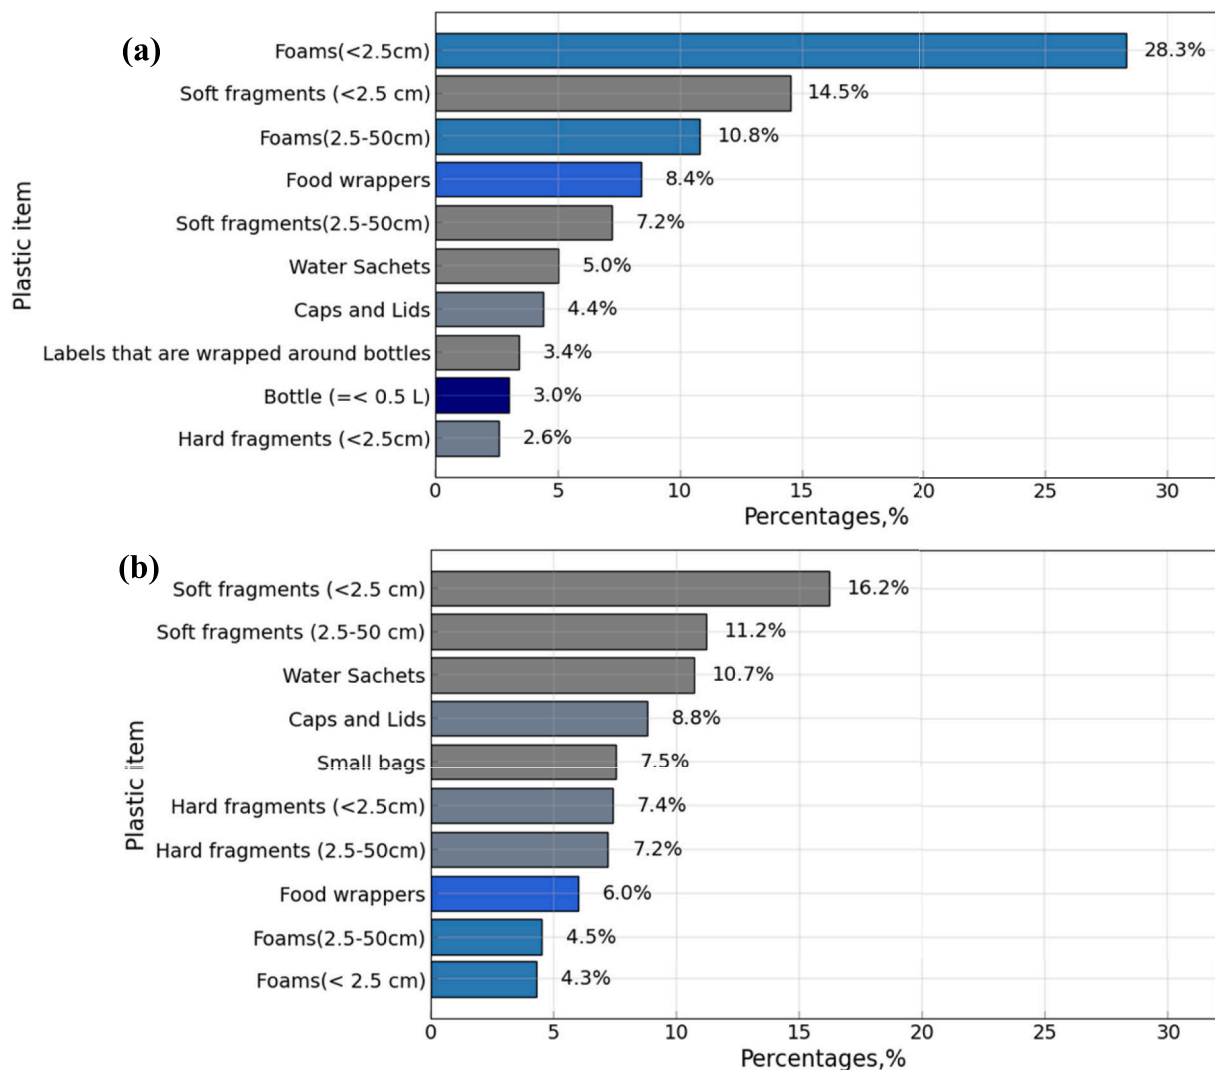 (a)
Plastic item
Foams(<2.5cm) 28.3%
Soft fragments (<2.5 cm) 14.5%
Foams(2.5-50cm) 10.8%
Food wrappers 8.4%
Soft fragments(2.5-50cm) 7.2%
Water Sachets 5.0%
Caps and Lids 4.4%
Labels that are wrapped around bottles 3.4%
Bottle (=< 0.5 L) 3.0%
Hard fragments (<2.5cm) 2.6%
0 5 10 15 20 25 30
Percentages,%
(b)
Plastic item
Soft fragments (<2.5 cm) 16.2%
Soft fragments (2.5-50 cm) 11.2%
Water Sachets 10.7%
Caps and Lids 8.8%
Small bags 7.5%
Hard fragments (<2.5cm) 7.4%
Hard fragments (2.5-50cm) 7.2%
Food wrappers 6.0%
Foams(2.5-50cm) 4.5%
Foams(< 2.5 cm) 4.3%
0 5 10 15 20 25 30
Percentages,%